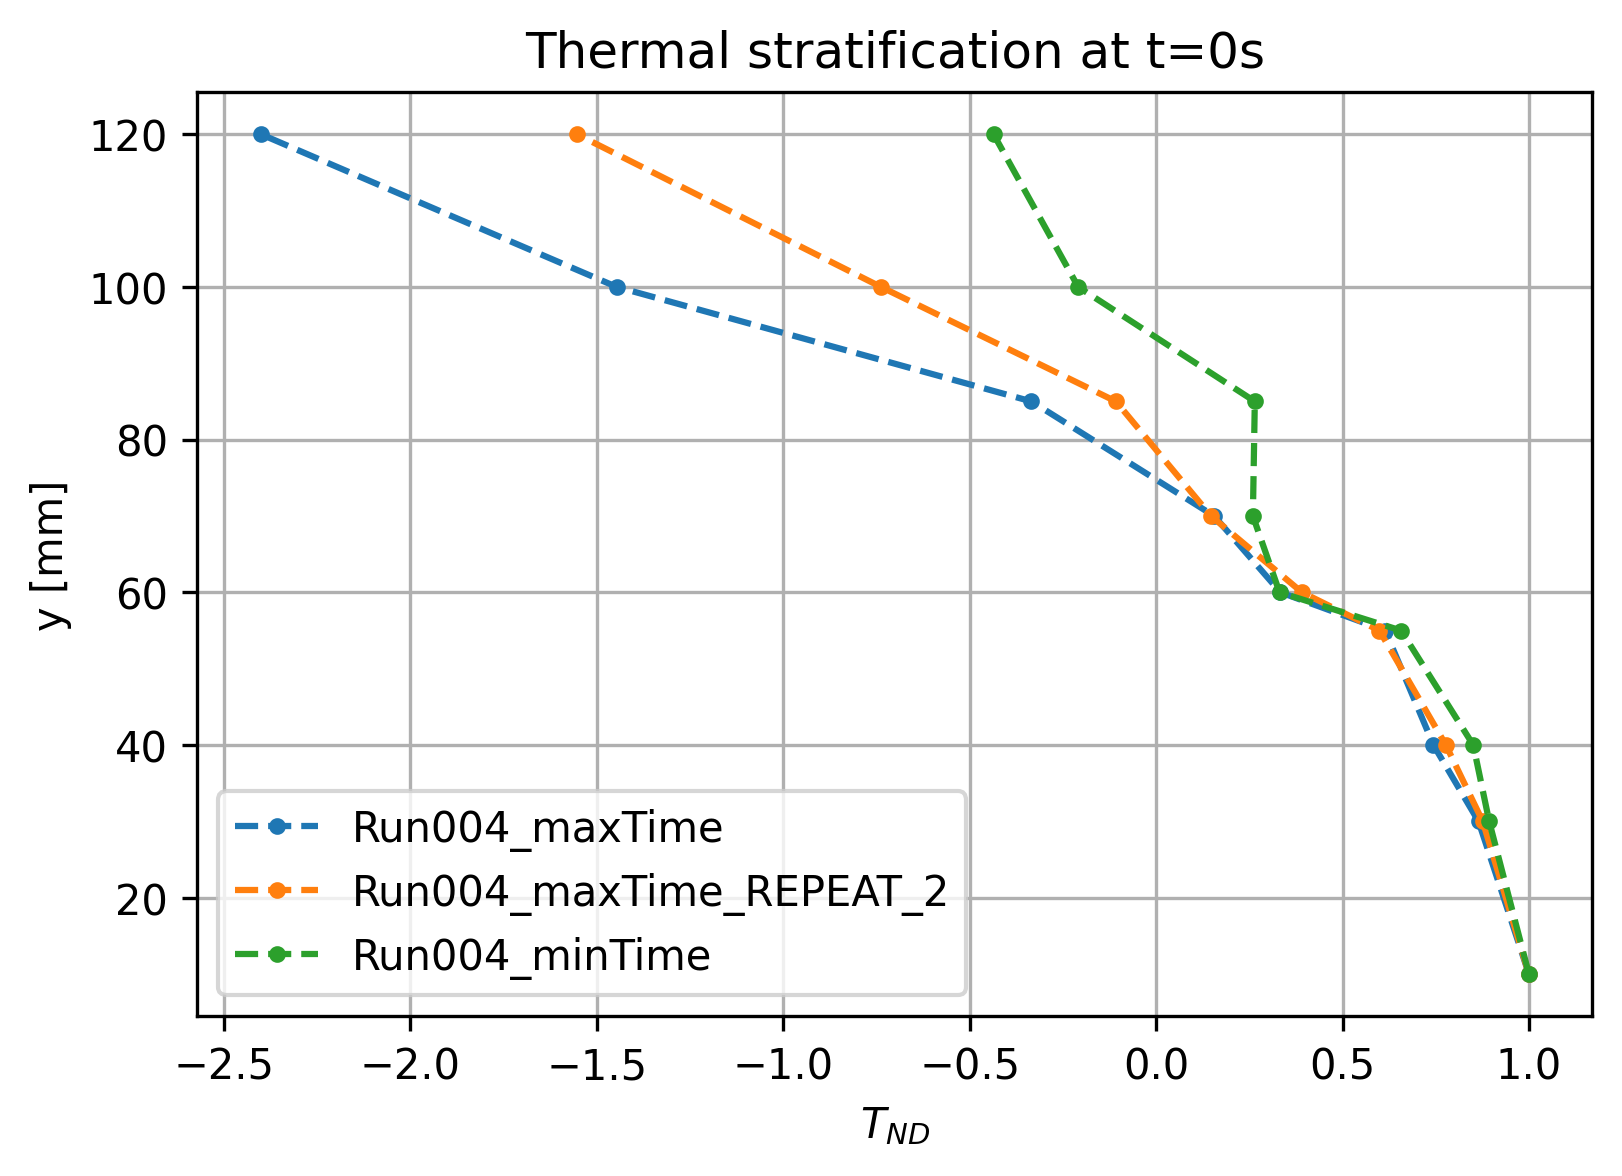 Thermal stratification at t=0s
120
100
80
60
40
20
y [mm]
Run004_maxTime
Run004_maxTime_REPEAT_2
Run004_minTime
−2.5 −2.0 −1.5 −1.0 −0.5 0.0 0.5 1.0
T_ND